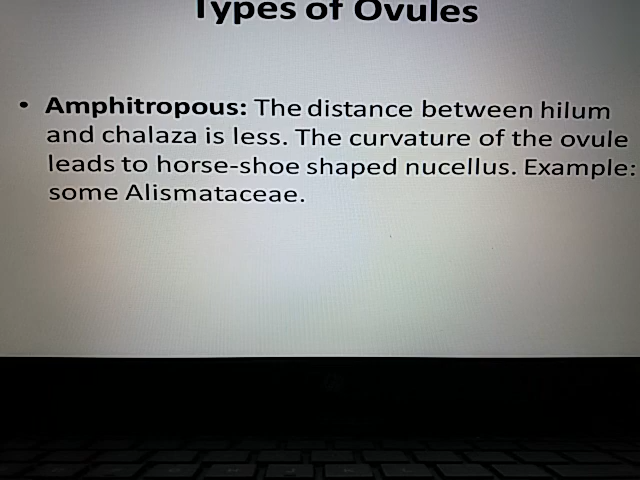 Types of Ovules
• Amphitropous: The distance between hilum
and chalaza is less. The curvature of the ovule
leads to horse-shoe shaped nucellus. Example:
some Alismataceae.